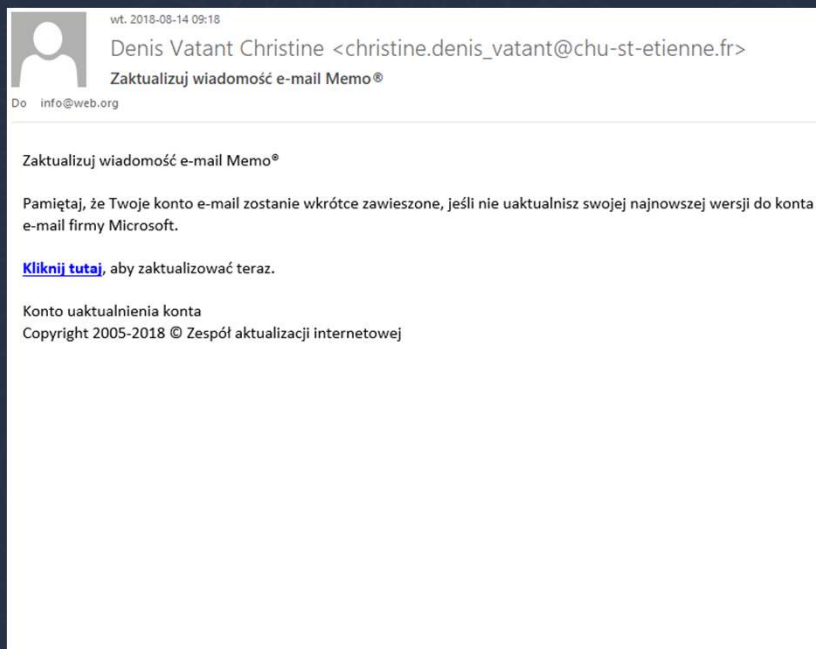 wt. 2018-08-14 09:18
Denis Vatant Christine <christine.denis_vatant@chu-st-etienne.fr>
Zaktualizuj wiadomość e-mail Memo®
Do info@web.org
Zaktualizuj wiadomość e-mail Memo®
Pamiętaj, że Twoje konto e-mail zostanie wkrótce zawieszone, jeśli nie uaktualnisz swojej najnowszej wersji do konta
e-mail firmy Microsoft.
Kliknij tutaj, aby zaktualizować teraz.
Konto uaktualnienia konta
Copyright 2005-2018 © Zespół aktualizacji internetowej